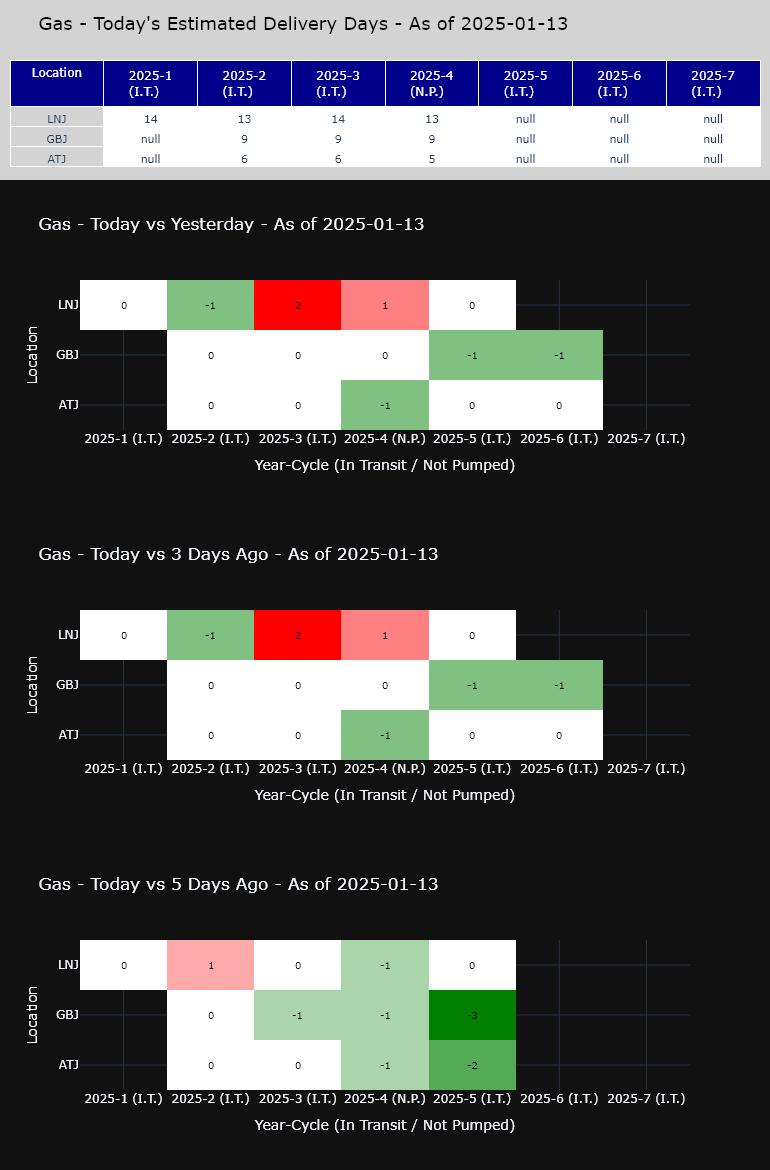 Gas - Today's Estimated Delivery Days - As of 2025-01-13
Location 2025-1 2025-2 2025-3 2025-4 2025-5 2025-6 2025-7
(I.T.) (I.T.) (I.T.) (N.P.) (I.T.) (I.T.) (I.T.)
LNJ 14 13 14 13 null null null
GBJ null 9 9 9 null null null
ATJ null 6 6 5 null null null
Gas - Today vs Yesterday - As of 2025-01-13
Location
LNJ 0 -1 2 1 0
GBJ 0 0 0 -1 -1
ATJ 0 0 -1 0 0
2025-1 (I.T.) 2025-2 (I.T.) 2025-3 (I.T.) 2025-4 (N.P.) 2025-5 (I.T.) 2025-6 (I.T.) 2025-7 (I.T.)
Year-Cycle (In Transit / Not Pumped)
Gas - Today vs 3 Days Ago - As of 2025-01-13
Location
LNJ 0 -1 2 1 0
GBJ 0 0 0 -1 -1
ATJ 0 0 -1 0 0
2025-1 (I.T.) 2025-2 (I.T.) 2025-3 (I.T.) 2025-4 (N.P.) 2025-5 (I.T.) 2025-6 (I.T.) 2025-7 (I.T.)
Year-Cycle (In Transit / Not Pumped)
Gas - Today vs 5 Days Ago - As of 2025-01-13
Location
LNJ 0 1 0 -1 0
GBJ 0 -1 -1 -3
ATJ 0 0 -1 -2
2025-1 (I.T.) 2025-2 (I.T.) 2025-3 (I.T.) 2025-4 (N.P.) 2025-5 (I.T.) 2025-6 (I.T.) 2025-7 (I.T.)
Year-Cycle (In Transit / Not Pumped)